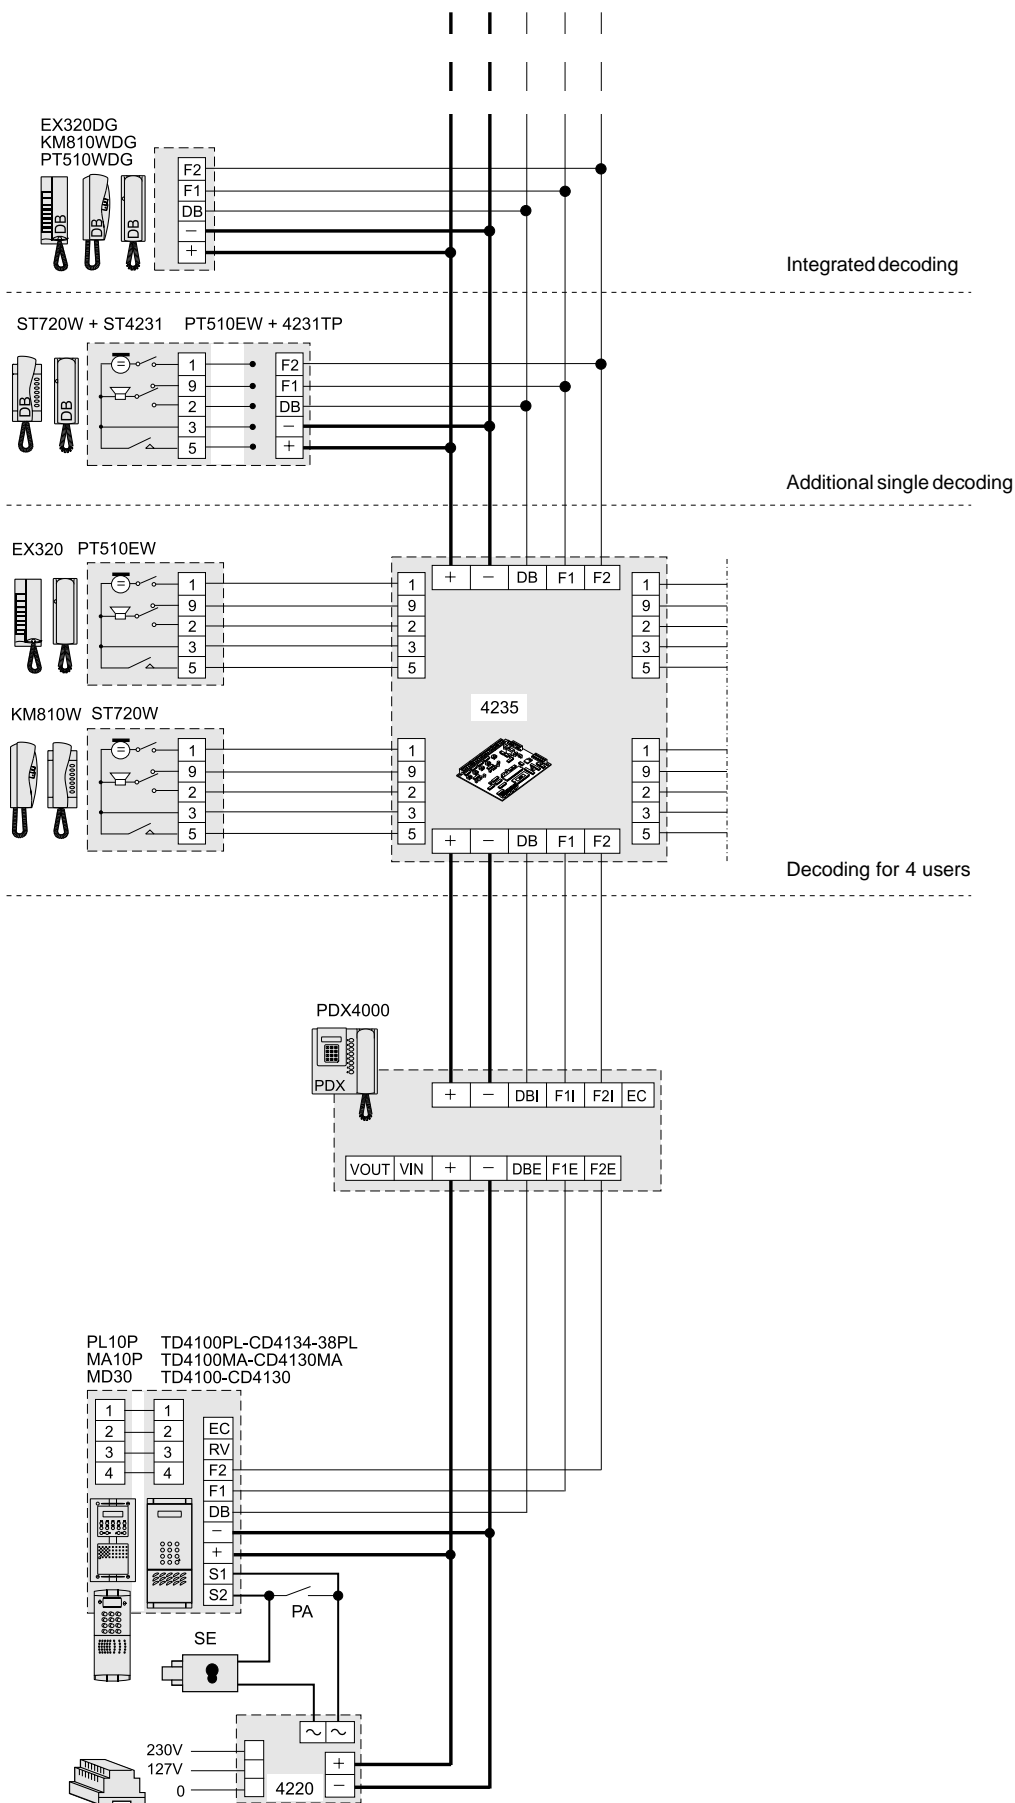 EX320DG
KM810WDG
PT510WDG
DB DB DB
F2
F1
DB
−
+
Integrated decoding
ST720W + ST4231 PT510EW + 4231TP
DB DB
1 F2
9 F1
2 DB
3 −
5 +
Additional single decoding
EX320 PT510EW
+ − DB F1 F2
1 1 1
9 9 9
2 2 2
3 3 3
5 5 5
4235
KM810W ST720W
1 1 1
9 9 9
2 2 2
3 3 3
5 5 5
+ − DB F1 F2
Decoding for 4 users
PDX4000
PDX
+ − DBI F1I F2I EC
VOUT VIN + − DBE F1E F2E
PL10P TD4100PL-CD4134-38PL
MA10P TD4100MA-CD4130MA
MD30 TD4100-CD4130
1 1
2 2
3 3
4 4
EC
RV
F2
F1
DB
−
+
S1
S2
PA
SE
~ ~
230V
127V
0
+
−
4220